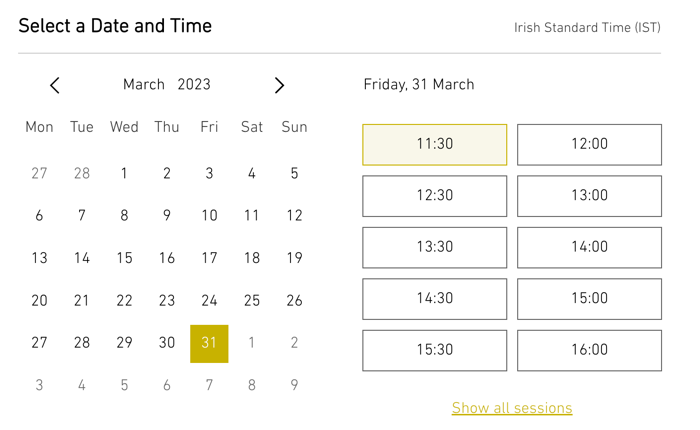 Select a Date and Time
Irish Standard Time (IST)
March 2023
Mon Tue Wed Thu Fri Sat Sun
27 28 1 2 3 4 5
6 7 8 9 10 11 12
13 14 15 16 17 18 19
20 21 22 23 24 25 26
27 28 29 30 31 1 2
3 4 5 6 7 8 9
Friday, 31 March
11:30 12:00
12:30 13:00
13:30 14:00
14:30 15:00
15:30 16:00
Show all sessions